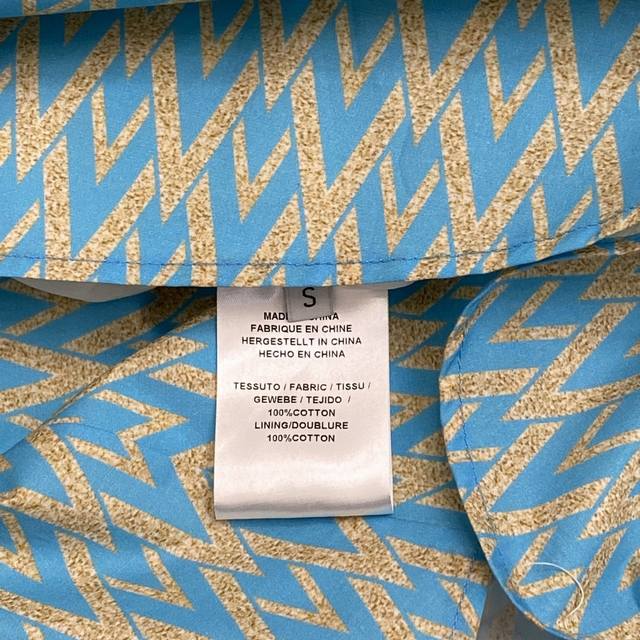 S
MADE IN CHINA
FABRIQUE EN CHINE
HERGESTELLT IN CHINA
HECHO EN CHINA
TESSUTO / FABRIC / TISSU /
GEWEBE / TEJIDO /
100%COTTON
LINING/DOUBLURE
100%COTTON